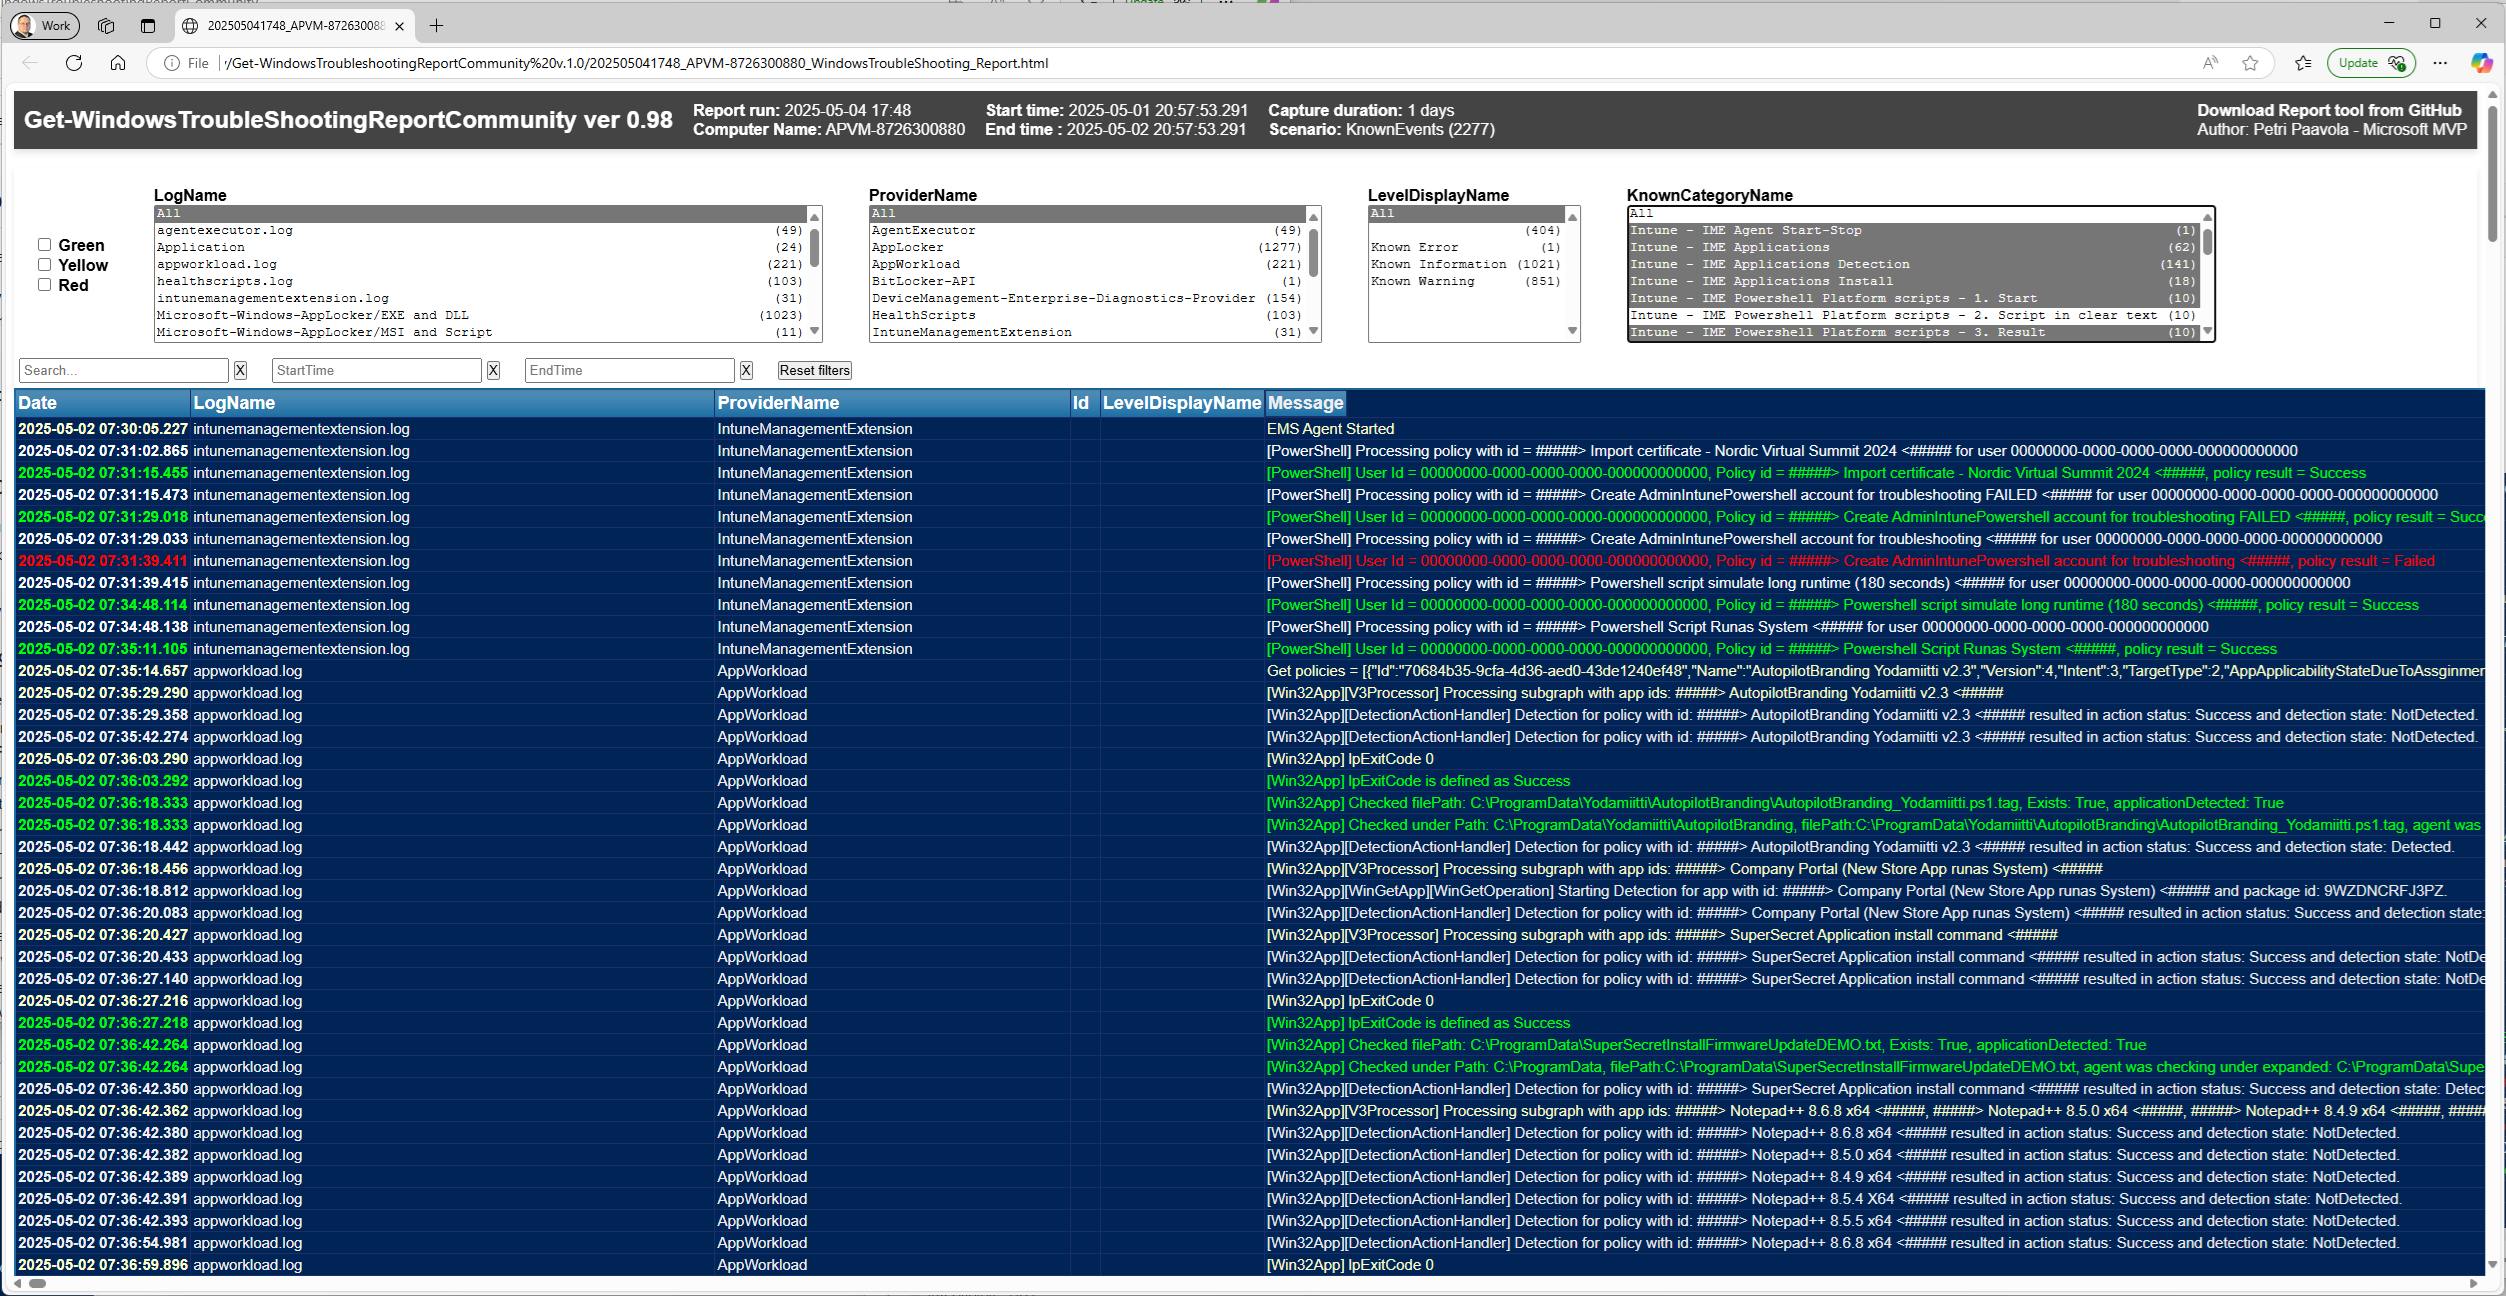 Work
202505041748_APVM-87263008
File
/Get-WindowsTroubleshootingReportCommunity%20v.1.0/202505041748_APVM-8726300880_WindowsTroubleShooting_Report.html
Update
Get-WindowsTroubleShootingReportCommunity ver 0.98
Report run: 2025-05-04 17:48
Computer Name: APVM-8726300880
Start time: 2025-05-01 20:57:53.291
End time : 2025-05-02 20:57:53.291
Capture duration: 1 days
Scenario: KnownEvents (2277)
Download Report tool from GitHub
Author: Petri Paavola - Microsoft MVP
Green
Yellow
Red
LogName
All
agentexecutor.log (49)
Application (24)
appworkload.log (221)
healthscripts.log (103)
intunemanagementextension.log (31)
Microsoft-Windows-AppLocker/EXE and DLL (1023)
Microsoft-Windows-AppLocker/MSI and Script (11)
ProviderName
All
AgentExecutor (49)
AppLocker (1277)
AppWorkload (221)
BitLocker-API (1)
DeviceManagement-Enterprise-Diagnostics-Provider (154)
HealthScripts (103)
IntuneManagementExtension (31)
LevelDisplayName
All
(404)
Known Error (1)
Known Information (1021)
Known Warning (851)
KnownCategoryName
All
Intune - IME Agent Start-Stop (1)
Intune - IME Applications (62)
Intune - IME Applications Detection (141)
Intune - IME Applications Install (18)
Intune - IME Powershell Platform scripts - 1. Start (10)
Intune - IME Powershell Platform scripts - 2. Script in clear text (10)
Intune - IME Powershell Platform scripts - 3. Result (10)
Search... X StartTime X EndTime X Reset filters
Date LogName ProviderName Id LevelDisplayName Message
2025-05-02 07:30:05.227 intunemanagementextension.log IntuneManagementExtension EMS Agent Started
2025-05-02 07:31:02.865 intunemanagementextension.log IntuneManagementExtension [PowerShell] Processing policy with id = #####> Import certificate - Nordic Virtual Summit 2024 <##### for user 00000000-0000-0000-0000-000000000000
2025-05-02 07:31:15.455 intunemanagementextension.log IntuneManagementExtension [PowerShell] User Id = 00000000-0000-0000-0000-000000000000, Policy id = #####> Import certificate - Nordic Virtual Summit 2024 <#####, policy result = Success
2025-05-02 07:31:15.473 intunemanagementextension.log IntuneManagementExtension [PowerShell] Processing policy with id = #####> Create AdminIntunePowershell account for troubleshooting FAILED <##### for user 00000000-0000-0000-0000-000000000000
2025-05-02 07:31:29.018 intunemanagementextension.log IntuneManagementExtension [PowerShell] User Id = 00000000-0000-0000-0000-000000000000, Policy id = #####> Create AdminIntunePowershell account for troubleshooting FAILED <#####, policy result = Succ
2025-05-02 07:31:29.033 intunemanagementextension.log IntuneManagementExtension [PowerShell] Processing policy with id = #####> Create AdminIntunePowershell account for troubleshooting <##### for user 00000000-0000-0000-0000-000000000000
2025-05-02 07:31:39.411 intunemanagementextension.log IntuneManagementExtension [PowerShell] User Id = 00000000-0000-0000-0000-000000000000, Policy id = #####> Create AdminIntunePowershell account for troubleshooting <#####, policy result = Failed
2025-05-02 07:31:39.415 intunemanagementextension.log IntuneManagementExtension [PowerShell] Processing policy with id = #####> Powershell script simulate long runtime (180 seconds) <##### for user 00000000-0000-0000-0000-000000000000
2025-05-02 07:34:48.114 intunemanagementextension.log IntuneManagementExtension [PowerShell] User Id = 00000000-0000-0000-0000-000000000000, Policy id = #####> Powershell script simulate long runtime (180 seconds) <#####, policy result = Success
2025-05-02 07:34:48.138 intunemanagementextension.log IntuneManagementExtension [PowerShell] Processing policy with id = #####> Powershell Script Runas System <##### for user 00000000-0000-0000-0000-000000000000
2025-05-02 07:35:11.105 intunemanagementextension.log IntuneManagementExtension [PowerShell] User Id = 00000000-0000-0000-0000-000000000000, Policy id = #####> Powershell Script Runas System <#####, policy result = Success
2025-05-02 07:35:14.657 appworkload.log AppWorkload Get policies = [{"Id":"70684b35-9cfa-4d36-aed0-43de1240ef48","Name":"AutopilotBranding Yodamiitti v2.3","Version":4,"Intent":3,"TargetType":2,"AppApplicabilityStateDueToAssginmen
2025-05-02 07:35:29.290 appworkload.log AppWorkload [Win32App][V3Processor] Processing subgraph with app ids: #####> AutopilotBranding Yodamiitti v2.3 <#####
2025-05-02 07:35:29.358 appworkload.log AppWorkload [Win32App][DetectionActionHandler] Detection for policy with id: #####> AutopilotBranding Yodamiitti v2.3 <##### resulted in action status: Success and detection state: NotDetected.
2025-05-02 07:35:42.274 appworkload.log AppWorkload [Win32App][DetectionActionHandler] Detection for policy with id: #####> AutopilotBranding Yodamiitti v2.3 <##### resulted in action status: Success and detection state: NotDetected.
2025-05-02 07:36:03.290 appworkload.log AppWorkload [Win32App] lpExitCode 0
2025-05-02 07:36:03.292 appworkload.log AppWorkload [Win32App] lpExitCode is defined as Success
2025-05-02 07:36:18.333 appworkload.log AppWorkload [Win32App] Checked filePath: C:\ProgramData\Yodamiitti\AutopilotBranding\AutopilotBranding_Yodamiitti.ps1.tag, Exists: True, applicationDetected: True
2025-05-02 07:36:18.333 appworkload.log AppWorkload [Win32App] Checked under Path: C:\ProgramData\Yodamiitti\AutopilotBranding, filePath:C:\ProgramData\Yodamiitti\AutopilotBranding\AutopilotBranding_Yodamiitti.ps1.tag, agent was
2025-05-02 07:36:18.442 appworkload.log AppWorkload [Win32App][DetectionActionHandler] Detection for policy with id: #####> AutopilotBranding Yodamiitti v2.3 <##### resulted in action status: Success and detection state: Detected.
2025-05-02 07:36:18.456 appworkload.log AppWorkload [Win32App][V3Processor] Processing subgraph with app ids: #####> Company Portal (New Store App runas System) <#####
2025-05-02 07:36:18.812 appworkload.log AppWorkload [Win32App][WinGetApp][WinGetOperation] Starting Detection for app with id: #####> Company Portal (New Store App runas System) <##### and package id: 9WZDNCRFJ3PZ.
2025-05-02 07:36:20.083 appworkload.log AppWorkload [Win32App][DetectionActionHandler] Detection for policy with id: #####> Company Portal (New Store App runas System) <##### resulted in action status: Success and detection state:
2025-05-02 07:36:20.427 appworkload.log AppWorkload [Win32App][V3Processor] Processing subgraph with app ids: #####> SuperSecret Application install command <#####
2025-05-02 07:36:20.433 appworkload.log AppWorkload [Win32App][DetectionActionHandler] Detection for policy with id: #####> SuperSecret Application install command <##### resulted in action status: Success and detection state: NotDe
2025-05-02 07:36:27.140 appworkload.log AppWorkload [Win32App][DetectionActionHandler] Detection for policy with id: #####> SuperSecret Application install command <##### resulted in action status: Success and detection state: NotDe
2025-05-02 07:36:27.216 appworkload.log AppWorkload [Win32App] lpExitCode 0
2025-05-02 07:36:27.218 appworkload.log AppWorkload [Win32App] lpExitCode is defined as Success
2025-05-02 07:36:42.264 appworkload.log AppWorkload [Win32App] Checked filePath: C:\ProgramData\SuperSecretInstallFirmwareUpdateDEMO.txt, Exists: True, applicationDetected: True
2025-05-02 07:36:42.264 appworkload.log AppWorkload [Win32App] Checked under Path: C:\ProgramData, filePath:C:\ProgramData\SuperSecretInstallFirmwareUpdateDEMO.txt, agent was checking under expanded: C:\ProgramData\Supe
2025-05-02 07:36:42.350 appworkload.log AppWorkload [Win32App][DetectionActionHandler] Detection for policy with id: #####> SuperSecret Application install command <##### resulted in action status: Success and detection state: Detec
2025-05-02 07:36:42.362 appworkload.log AppWorkload [Win32App][V3Processor] Processing subgraph with app ids: #####> Notepad++ 8.6.8 x64 <#####, #####> Notepad++ 8.5.0 x64 <#####, #####> Notepad++ 8.4.9 x64 <#####, ####
2025-05-02 07:36:42.380 appworkload.log AppWorkload [Win32App][DetectionActionHandler] Detection for policy with id: #####> Notepad++ 8.6.8 x64 <##### resulted in action status: Success and detection state: NotDetected.
2025-05-02 07:36:42.382 appworkload.log AppWorkload [Win32App][DetectionActionHandler] Detection for policy with id: #####> Notepad++ 8.5.0 x64 <##### resulted in action status: Success and detection state: NotDetected.
2025-05-02 07:36:42.389 appworkload.log AppWorkload [Win32App][DetectionActionHandler] Detection for policy with id: #####> Notepad++ 8.4.9 x64 <##### resulted in action status: Success and detection state: NotDetected.
2025-05-02 07:36:42.391 appworkload.log AppWorkload [Win32App][DetectionActionHandler] Detection for policy with id: #####> Notepad++ 8.5.4 X64 <##### resulted in action status: Success and detection state: NotDetected.
2025-05-02 07:36:42.393 appworkload.log AppWorkload [Win32App][DetectionActionHandler] Detection for policy with id: #####> Notepad++ 8.5.5 x64 <##### resulted in action status: Success and detection state: NotDetected.
2025-05-02 07:36:54.981 appworkload.log AppWorkload [Win32App][DetectionActionHandler] Detection for policy with id: #####> Notepad++ 8.6.8 x64 <##### resulted in action status: Success and detection state: NotDetected.
2025-05-02 07:36:59.896 appworkload.log AppWorkload [Win32App] lpExitCode 0